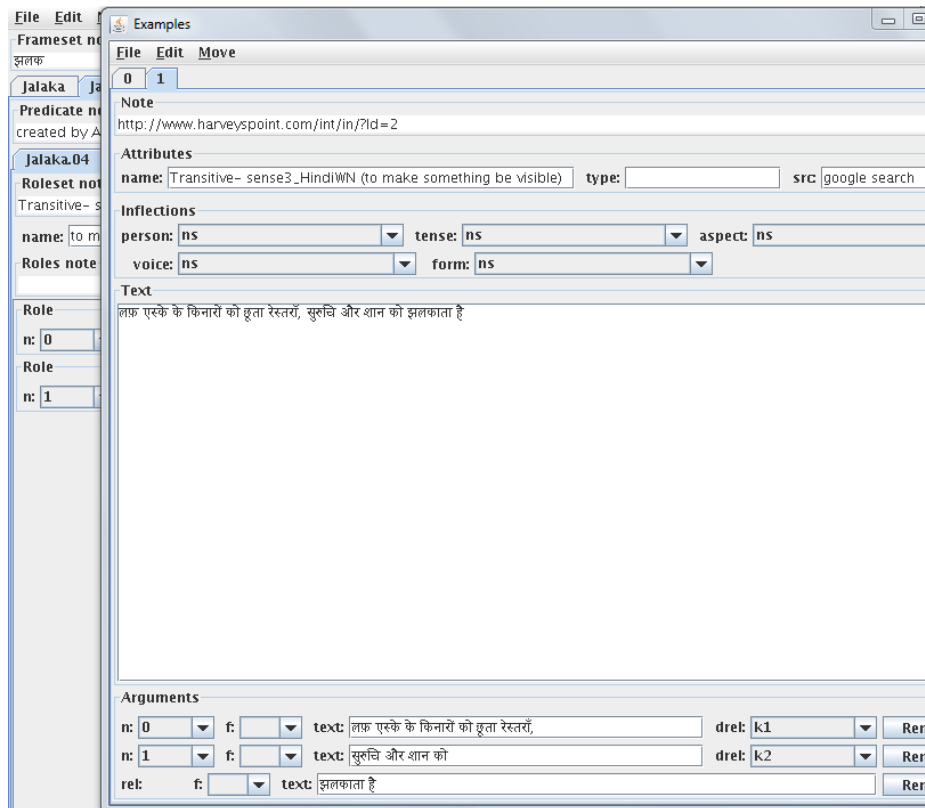 File Edit
Frameset no
झलक
Jalaka Ja
Predicate no
created by A
Jalaka.04
Roleset not
Transitive- s
name: to m
Roles note
Role
n: 0
Role
n: 1
Examples
File Edit Move
0 1
Note
http://www.harveyspoint.com/int/in/?Id=2
Attributes
name: Transitive- sense3_HindiWN (to make something be visible) type: src: google search
Inflections
person: ns tense: ns aspect: ns
voice: ns form: ns
Text
लफ़ एस्के के किनारों को छूता रेस्तराँ, सुरुचि और शान को झलकाता है
Arguments
n: 0 f: text: लफ़ एस्के के किनारों को छूता रेस्तराँ, drel: k1 Rer
n: 1 f: text: सुरुचि और शान को drel: k2 Rer
rel: f: text: झलकाता है Rer